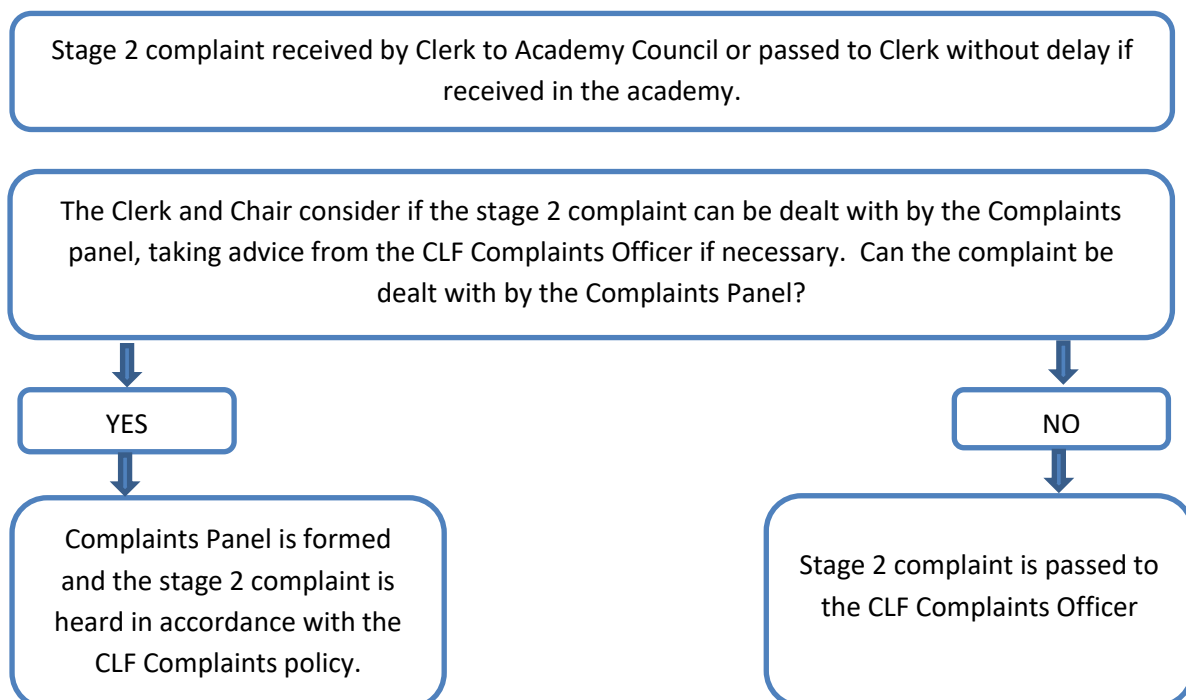 Stage 2 complaint received by Clerk to Academy Council or passed to Clerk without delay if
received in the academy.
The Clerk and Chair consider if the stage 2 complaint can be dealt with by the Complaints
panel, taking advice from the CLF Complaints Officer if necessary.  Can the complaint be
dealt with by the Complaints Panel?
YES
NO
Complaints Panel is formed
and the stage 2 complaint is
heard in accordance with the
CLF Complaints policy.
Stage 2 complaint is passed to
the CLF Complaints Officer